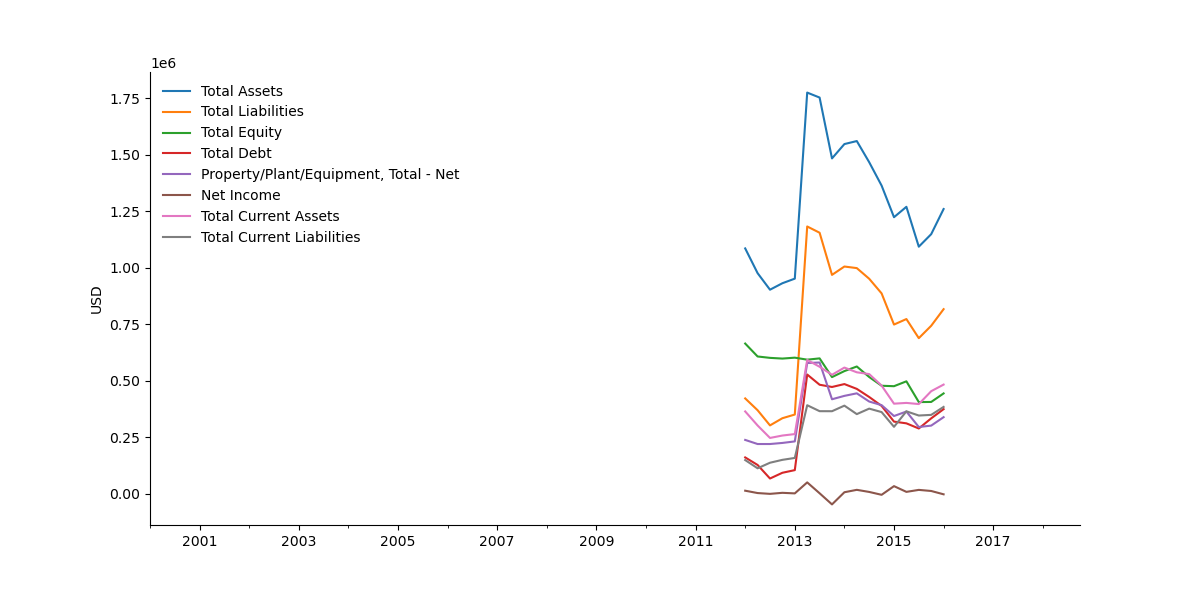 1e6
1.75
1.50
1.25
1.00
0.75
0.50
0.25
0.00
USD
Total Assets
Total Liabilities
Total Equity
Total Debt
Property/Plant/Equipment, Total - Net
Net Income
Total Current Assets
Total Current Liabilities
2001 2003 2005 2007 2009 2011 2013 2015 2017